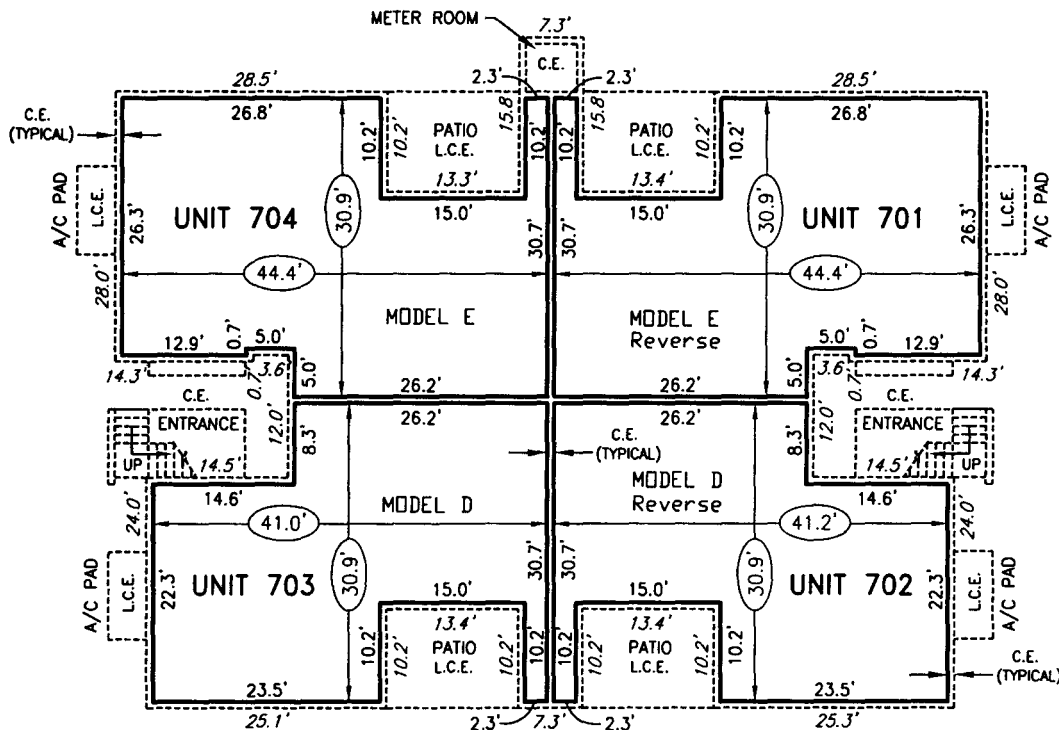 METER ROOM
7.3'
C.E.
28.5'
2.3'
2.3'
28.5'
C.E.
(TYPICAL)
26.8'
26.8'
10.2'
10.2'
PATIO
L.C.E.
13.3'
15.8
10.2'
10.2'
15.8
PATIO
L.C.E.
13.4'
10.2'
10.2'
15.0'
15.0'
A/C PAD
L.C.E.
26.3'
28.0'
UNIT 704
30.9'
30.7'
30.7'
30.9'
UNIT 701
26.3'
L.C.E.
A/C PAD
28.0'
44.4'
44.4'
MODEL E
MODEL E
Reverse
12.9'
0.7'
5.0'
5.0'
0.7'
12.9'
14.3'
0.7'
3.6'
5.0'
26.2'
26.2'
5.0'
3.6'
0.7'
14.3'
C.E.
ENTRANCE
UP
14.5'
12.0'
8.3'
26.2'
26.2'
8.3'
12.0'
C.E.
ENTRANCE
UP
14.5'
14.6'
C.E.
(TYPICAL)
14.6'
24.0'
MODEL D
MODEL D
Reverse
24.0'
41.0'
41.2'
A/C PAD
L.C.E.
22.3'
UNIT 703
30.9'
30.7'
30.7'
30.9'
UNIT 702
22.3'
L.C.E.
A/C PAD
15.0'
15.0'
10.2'
10.2'
13.4'
PATIO
L.C.E.
10.2'
10.2'
10.2'
10.2'
13.4'
PATIO
L.C.E.
10.2'
10.2'
C.E.
(TYPICAL)
23.5'
23.5'
25.1'
2.3'
7.3'
2.3'
25.3'